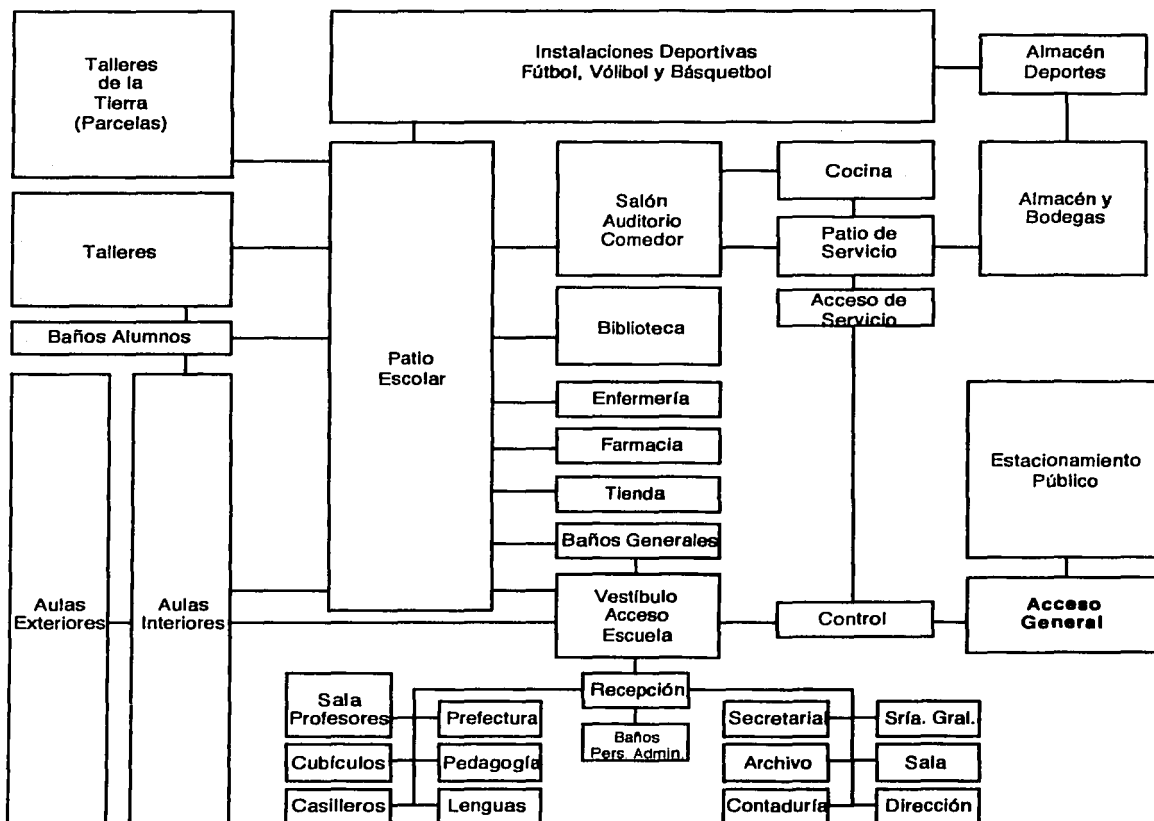 Talleres
de la
Tierra
(Parcelas)
Instalaciones Deportivas
Fútbol, Vólibol y Básquetbol
Almacén
Deportes
Salón
Auditorio
Comedor
Cocina
Almacén y
Bodegas
Talleres
Patio de
Servicio
Acceso de
Servicio
Baños Alumnos
Biblioteca
Patio
Escolar
Enfermería
Farmacia
Estacionamiento
Público
Tienda
Baños Generales
Aulas
Exteriores
Aulas
Interiores
Vestíbulo
Acceso
Escuela
Control
Acceso
General
Recepción
Sala
Profesores
Prefectura
Baños
Pers. Admin.
Secretarial
Sría. Gral.
Cubículos
Pedagogía
Archivo
Sala
Casilleros
Lenguas
Contaduría
Dirección